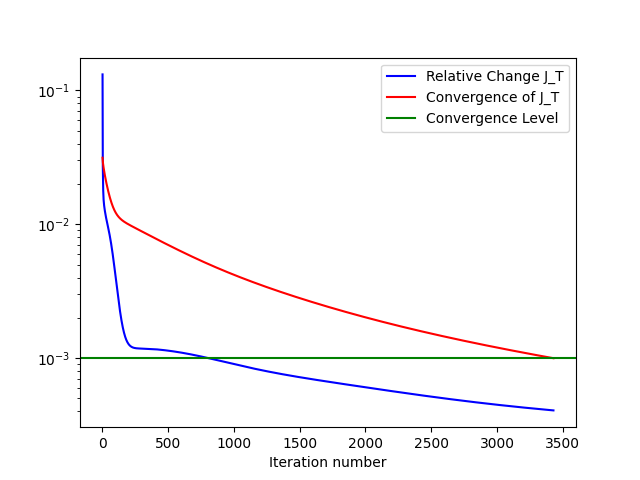 Relative Change J_T
Convergence of J_T
Convergence Level
10⁻¹
10⁻²
10⁻³
0 500 1000 1500 2000 2500 3000 3500
Iteration number